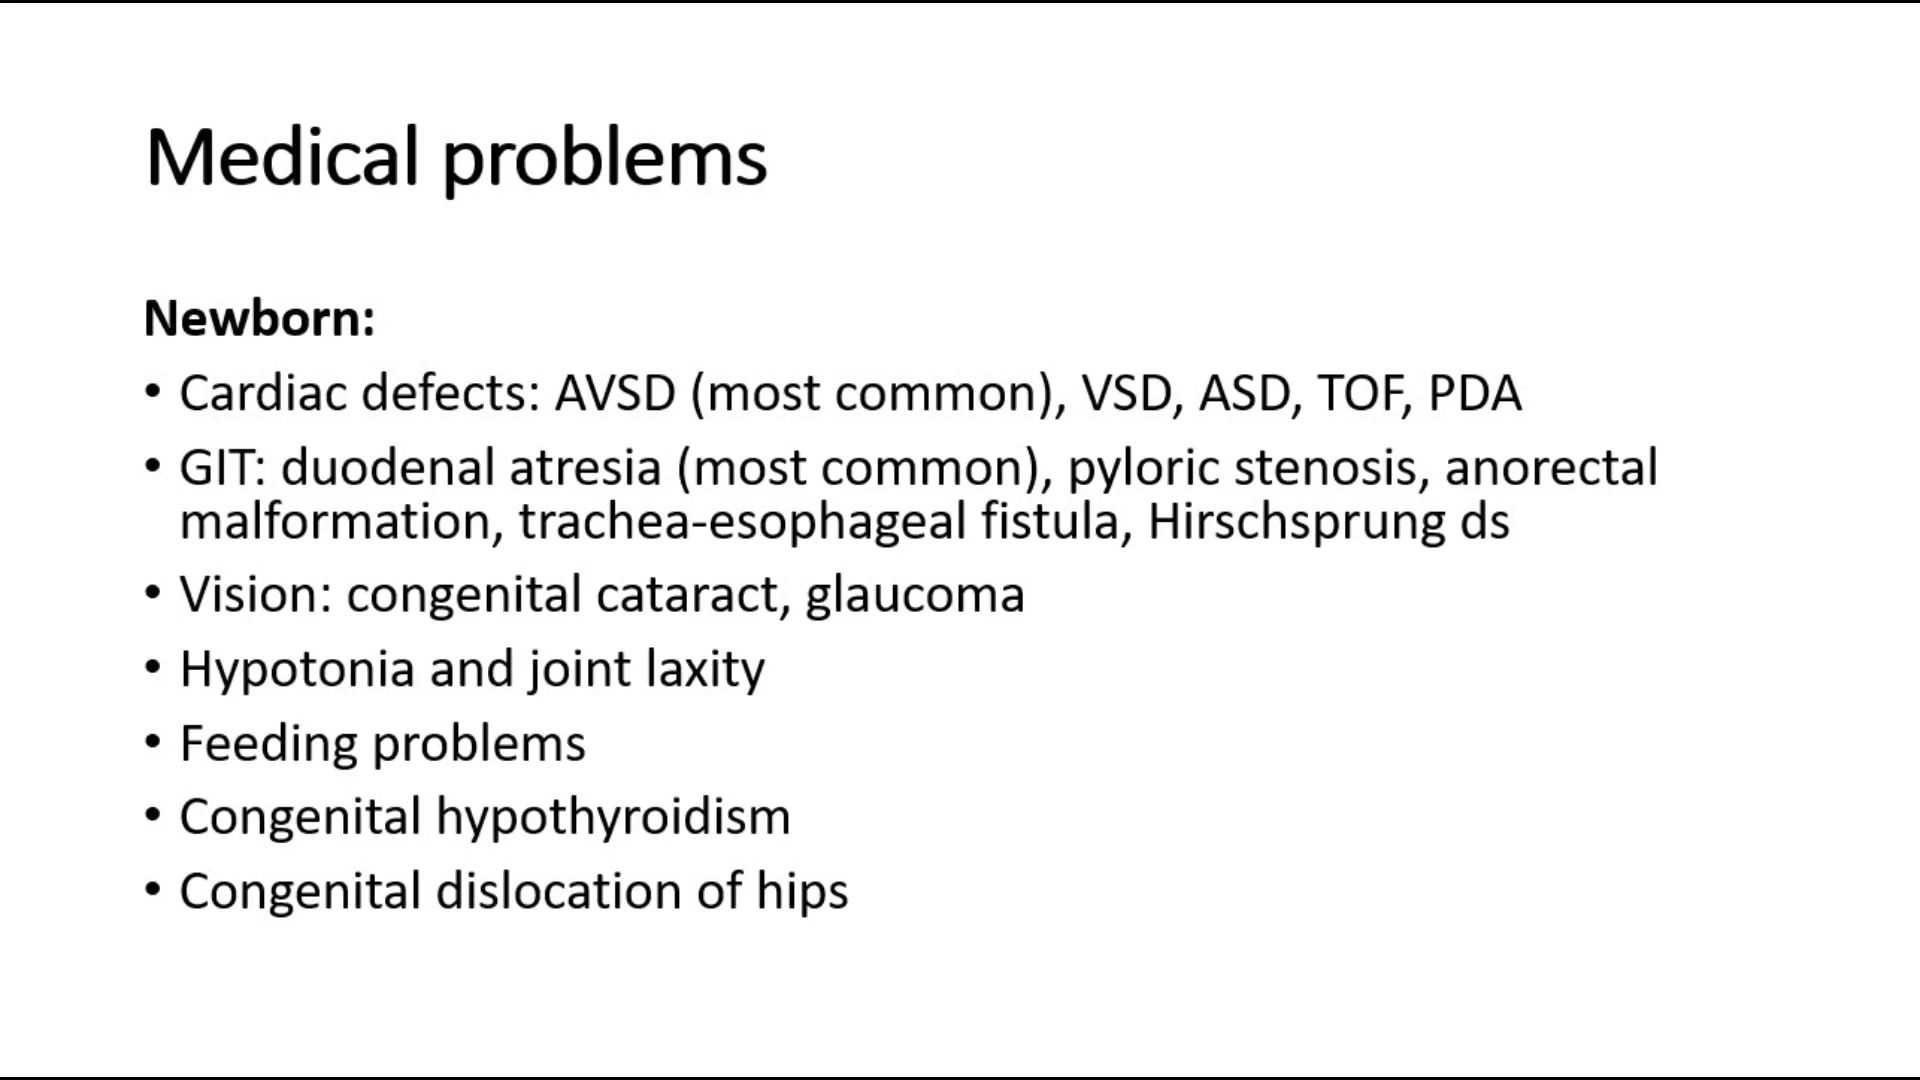 Medical problems
Newborn:
• Cardiac defects: AVSD (most common), VSD, ASD, TOF, PDA
• GIT: duodenal atresia (most common), pyloric stenosis, anorectal
malformation, trachea-esophageal fistula, Hirschsprung ds
• Vision: congenital cataract, glaucoma
• Hypotonia and joint laxity
• Feeding problems
• Congenital hypothyroidism
• Congenital dislocation of hips